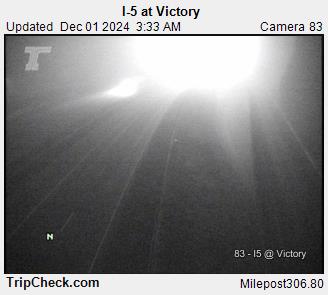 I-5 at Victory
Updated Dec 01 2024 3:33 AM Camera 83
T
N
83 - I5 @ Victory
TripCheck.com Milepost306.80